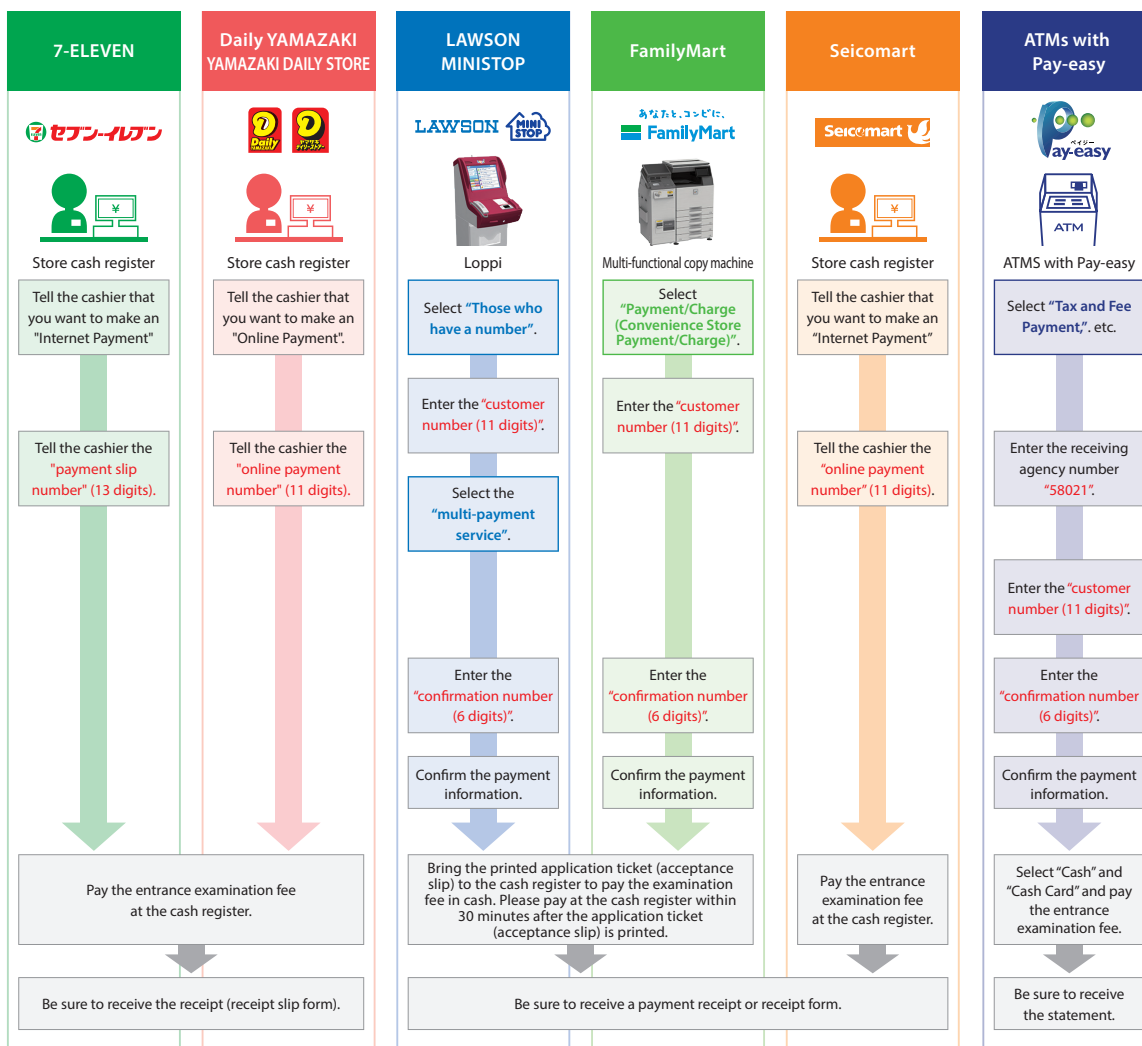 7-ELEVEN
Daily YAMAZAKI
YAMAZAKI DAILY STORE
LAWSON
MINISTOP
FamilyMart
Seicomart
ATMs with
Pay-easy
7
セブン-イレブン
Daily
YAMAZAKI
ヤマザキ
デイリーストアー
LAWSON
MINI
STOP
あなたと、コンビに、
FamilyMart
Seicomart
ペイジー
Pay-easy
¥
¥
¥
ATM
Store cash register
Store cash register
Loppi
Multi-functional copy machine
Store cash register
ATMS with Pay-easy
Tell the cashier that
you want to make an
"Internet Payment"
Tell the cashier that
you want to make an
"Online Payment".
Select “Those who
have a number”.
Select
“Payment/Charge
(Convenience Store
Payment/Charge)”.
Tell the cashier that
you want to make an
“Internet Payment”
Select “Tax and Fee
Payment,”. etc.
Enter the “customer
number (11 digits)”.
Enter the “customer
number (11 digits)”.
Tell the cashier the
"payment slip
number" (13 digits).
Tell the cashier the
"online payment
number" (11 digits).
Select the
“multi-payment
service”.
Tell the cashier the
“online payment
number” (11 digits).
Enter the receiving
agency number
“58021”.
Enter the “customer
number (11 digits)”.
Enter the
“confirmation number
(6 digits)”.
Enter the
“confirmation number
(6 digits)”.
Enter the
“confirmation number
(6 digits)”.
Confirm the payment
information.
Confirm the payment
information.
Confirm the payment
information.
Pay the entrance examination fee
at the cash register.
Bring the printed application ticket (acceptance
slip) to the cash register to pay the examination
fee in cash. Please pay at the cash register within
30 minutes after the application ticket
(acceptance slip) is printed.
Pay the entrance
examination fee
at the cash register.
Select “Cash” and
“Cash Card” and pay
the entrance
examination fee.
Be sure to receive the receipt (receipt slip form).
Be sure to receive a payment receipt or receipt form.
Be sure to receive
the statement.